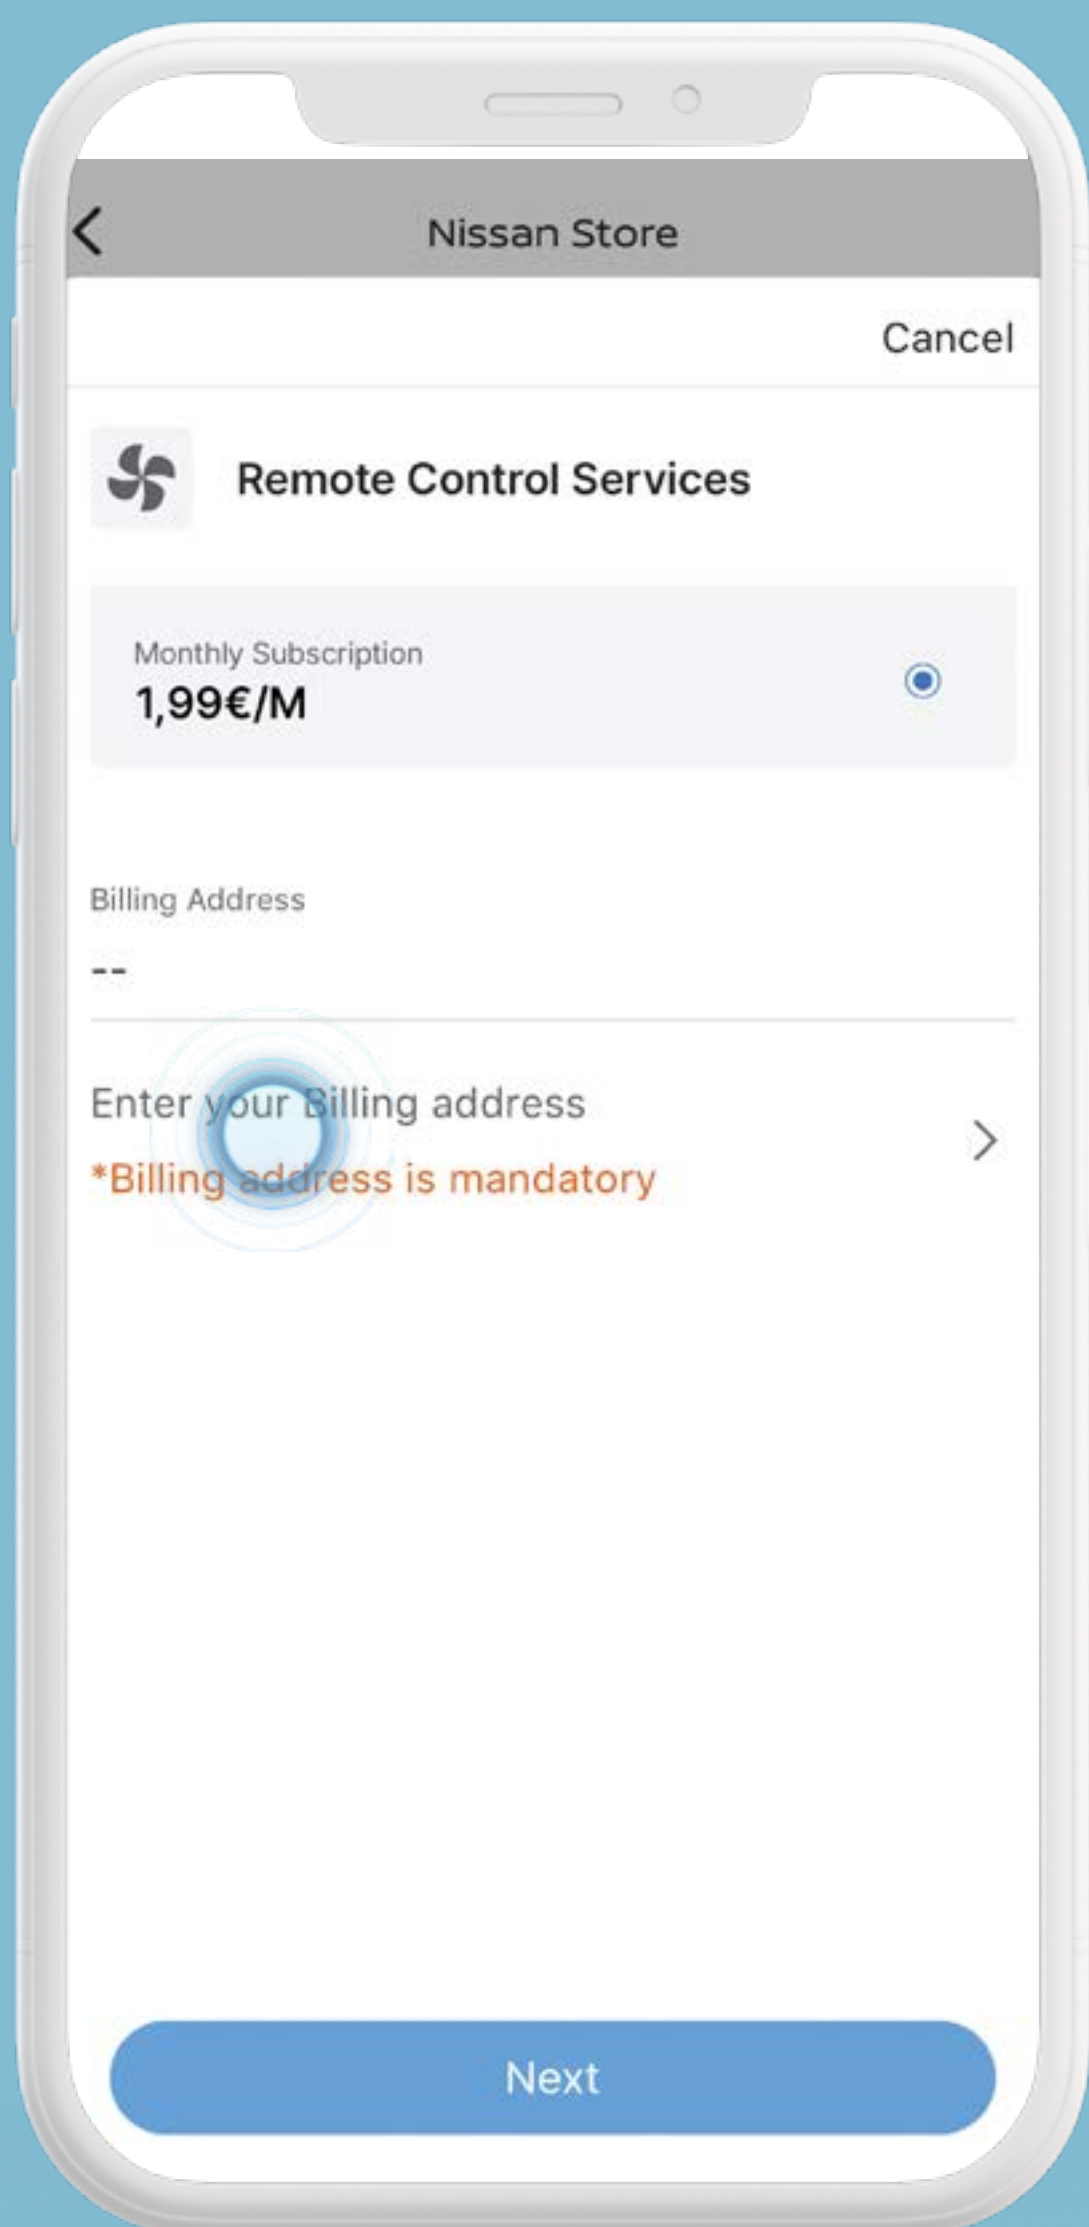 Nissan Store
Cancel
Remote Control Services
Monthly Subscription
1,99€/M
Billing Address
--
Enter your Billing address
*Billing address is mandatory
Next